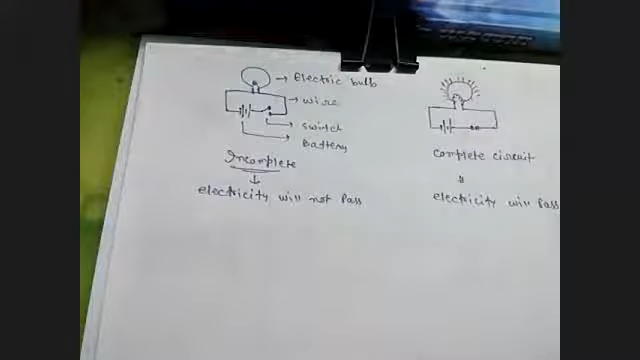 Electric bulb
wire
switch
Battery
Incomplete
electricity will not Pass
Complete circuit
electricity will Pass